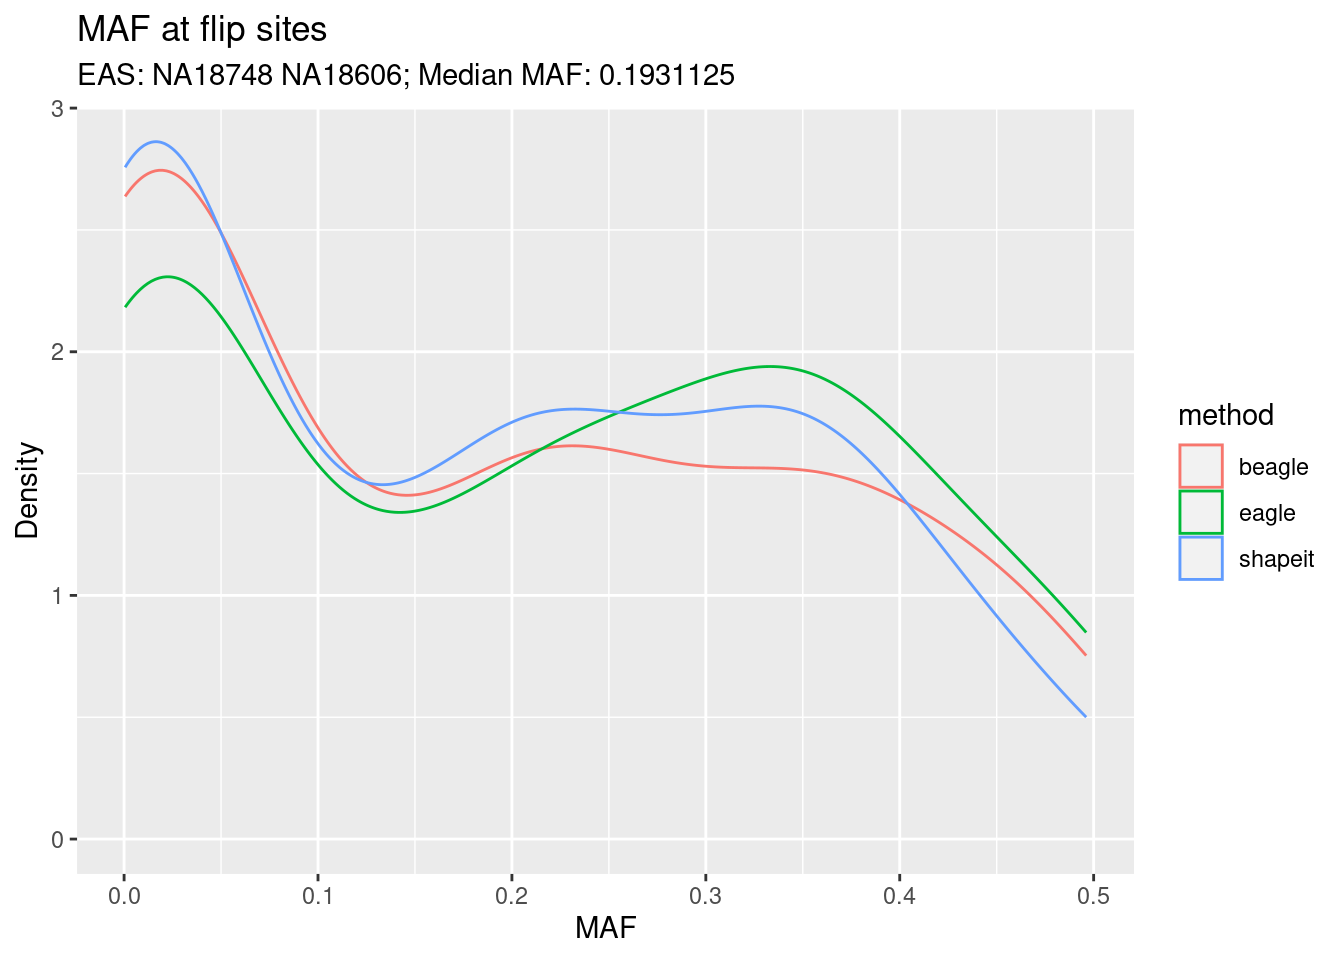 MAF at flip sites
EAS: NA18748 NA18606; Median MAF: 0.1931125
3
2
1
0
Density
0.0
0.1
0.2
0.3
0.4
0.5
MAF
method
beagle
eagle
shapeit